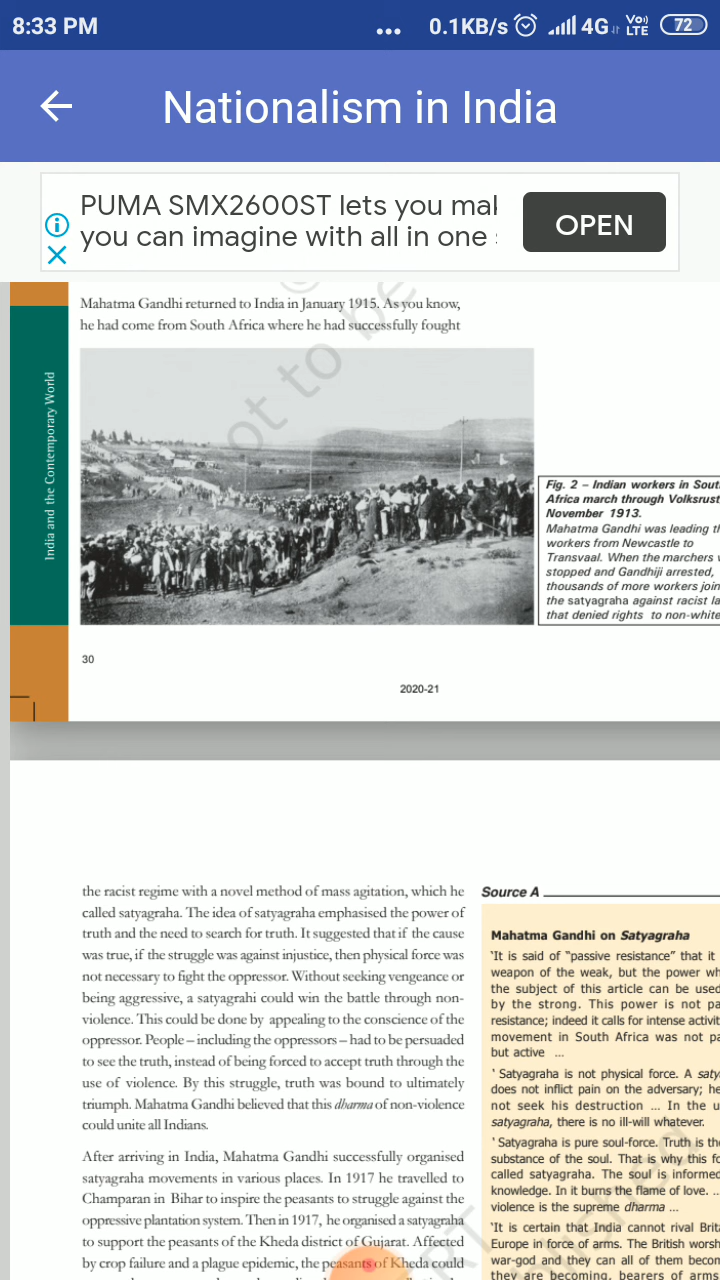 8:33 PM
... 0.1KB/s 4G Vo)) LTE 72
Nationalism in India
PUMA SMX2600ST lets you mak
you can imagine with all in one
OPEN
Mahatma Gandhi returned to India in January 1915. As you know,
he had come from South Africa where he had successfully fought
ot to be
India and the Contemporary World
Fig. 2 – Indian workers in Sout
Africa march through Volksrust
November 1913.
Mahatma Gandhi was leading th
workers from Newcastle to
Transvaal. When the marchers w
stopped and Gandhiji arrested,
thousands of more workers join
the satyagraha against racist la
that denied rights to non-white
30
2020-21
the racist regime with a novel method of mass agitation, which he
called satyagraha. The idea of satyagraha emphasised the power of
truth and the need to search for truth. It suggested that if the cause
was true, if the struggle was against injustice, then physical force was
not necessary to fight the oppressor. Without seeking vengeance or
being aggressive, a satyagrahi could win the battle through non-
violence. This could be done by appealing to the conscience of the
oppressor. People – including the oppressors – had to be persuaded
to see the truth, instead of being forced to accept truth through the
use of violence. By this struggle, truth was bound to ultimately
triumph. Mahatma Gandhi believed that this dharma of non-violence
could unite all Indians.
After arriving in India, Mahatma Gandhi successfully organised
satyagraha movements in various places. In 1917 he travelled to
Champaran in Bihar to inspire the peasants to struggle against the
oppressive plantation system. Then in 1917, he organised a satyagraha
to support the peasants of the Kheda district of Gujarat. Affected
by crop failure and a plague epidemic, the peasants of Kheda could
Source A
Mahatma Gandhi on Satyagraha
'It is said of "passive resistance" that it
weapon of the weak, but the power wh
the subject of this article can be used
by the strong. This power is not pa
resistance; indeed it calls for intense activit
movement in South Africa was not pa
but active ...
' Satyagraha is not physical force. A saty
does not inflict pain on the adversary; he
not seek his destruction ... In the u
satyagraha, there is no ill-will whatever.
' Satyagraha is pure soul-force. Truth is the
substance of the soul. That is why this fo
called satyagraha. The soul is informed
knowledge. In it burns the flame of love. ..
violence is the supreme dharma ...
'It is certain that India cannot rival Brita
Europe in force of arms. The British worsh
war-god and they can all of them becom
they are becoming, bearers of arms